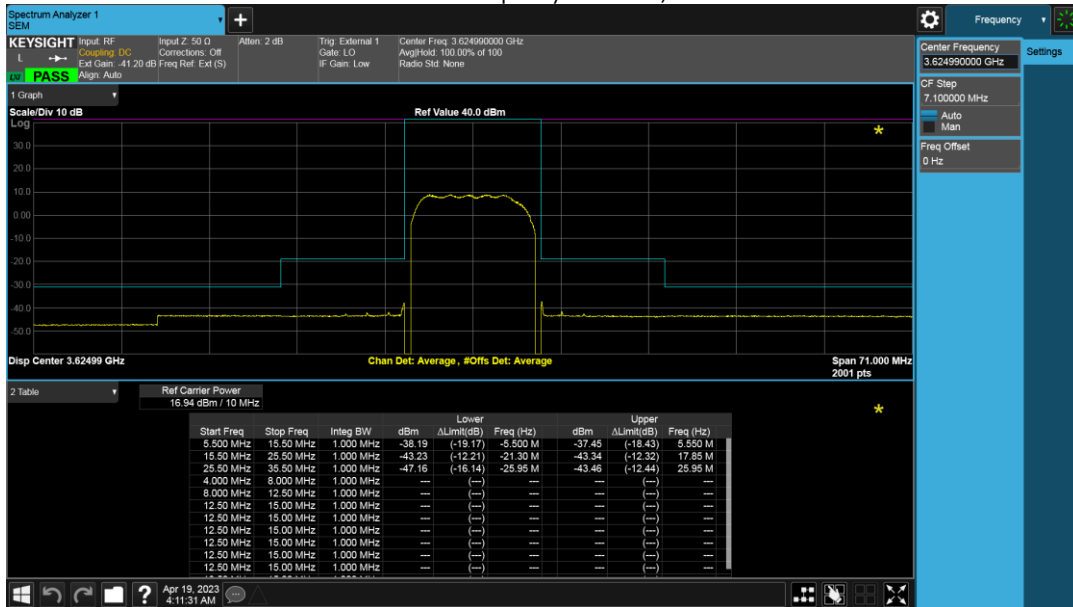 Spectrum Analyzer 1
SEM
+
Frequency
KEYSIGHT
L
LXI PASS
Input: RF
Coupling: DC
Ext Gain: -41.20 dB
Align: Auto
Input Z: 50 Ω
Corrections: Off
Freq Ref: Ext (S)
Atten: 2 dB
Trig: External 1
Gate: LO
IF Gain: Low
Center Freq: 3.624990000 GHz
Avg|Hold: 100.00% of 100
Radio Std: None
Center Frequency
3.624990000 GHz
Settings
CF Step
7.100000 MHz
Auto
Man
Freq Offset
0 Hz
1 Graph
Scale/Div 10 dB
Ref Value 40.0 dBm
Log
*
30.0
20.0
10.0
0.00
-10.0
-20.0
-30.0
-40.0
-50.0
Disp Center 3.62499 GHz
Chan Det: Average, #Offs Det: Average
Span 71.000 MHz
2001 pts
2 Table
Ref Carrier Power
16.94 dBm / 10 MHz
*
Lower Upper
Start Freq Stop Freq Integ BW dBm ΔLimit(dB) Freq (Hz) dBm ΔLimit(dB) Freq (Hz)
5.500 MHz 15.50 MHz 1.000 MHz -38.19 (-19.17) -5.500 M -37.45 (-18.43) 5.550 M
15.50 MHz 25.50 MHz 1.000 MHz -43.23 (-12.21) -21.30 M -43.34 (-12.32) 17.85 M
25.50 MHz 35.50 MHz 1.000 MHz -47.16 (-16.14) -25.95 M -43.46 (-12.44) 25.95 M
4.000 MHz 8.000 MHz 1.000 MHz --- (---) --- --- (---) ---
8.000 MHz 12.50 MHz 1.000 MHz --- (---) --- --- (---) ---
12.50 MHz 15.00 MHz 1.000 MHz --- (---) --- --- (---) ---
12.50 MHz 15.00 MHz 1.000 MHz --- (---) --- --- (---) ---
12.50 MHz 15.00 MHz 1.000 MHz --- (---) --- --- (---) ---
12.50 MHz 15.00 MHz 1.000 MHz --- (---) --- --- (---) ---
12.50 MHz 15.00 MHz 1.000 MHz --- (---) --- --- (---) ---
12.50 MHz 15.00 MHz 1.000 MHz --- (---) --- --- (---) ---
?
Apr 19, 2023
4:11:31 AM